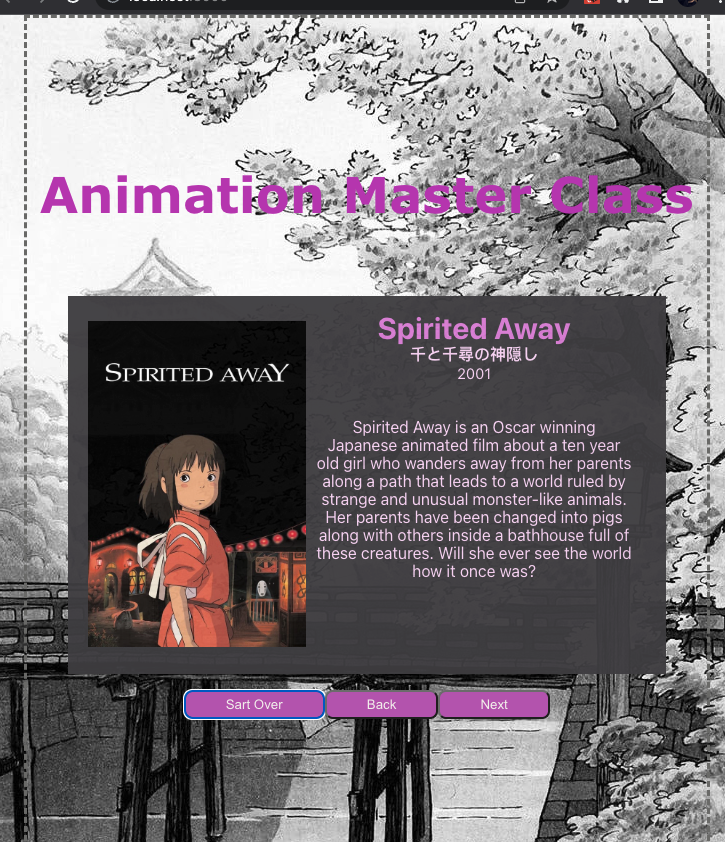 Animation Master Class
SPIRITED AWAY
Spirited Away
千と千尋の神隠し
2001
Spirited Away is an Oscar winning
Japanese animated film about a ten year
old girl who wanders away from her parents
along a path that leads to a world ruled by
strange and unusual monster-like animals.
Her parents have been changed into pigs
along with others inside a bathhouse full of
these creatures. Will she ever see the world
how it once was?
Sart Over
Back
Next